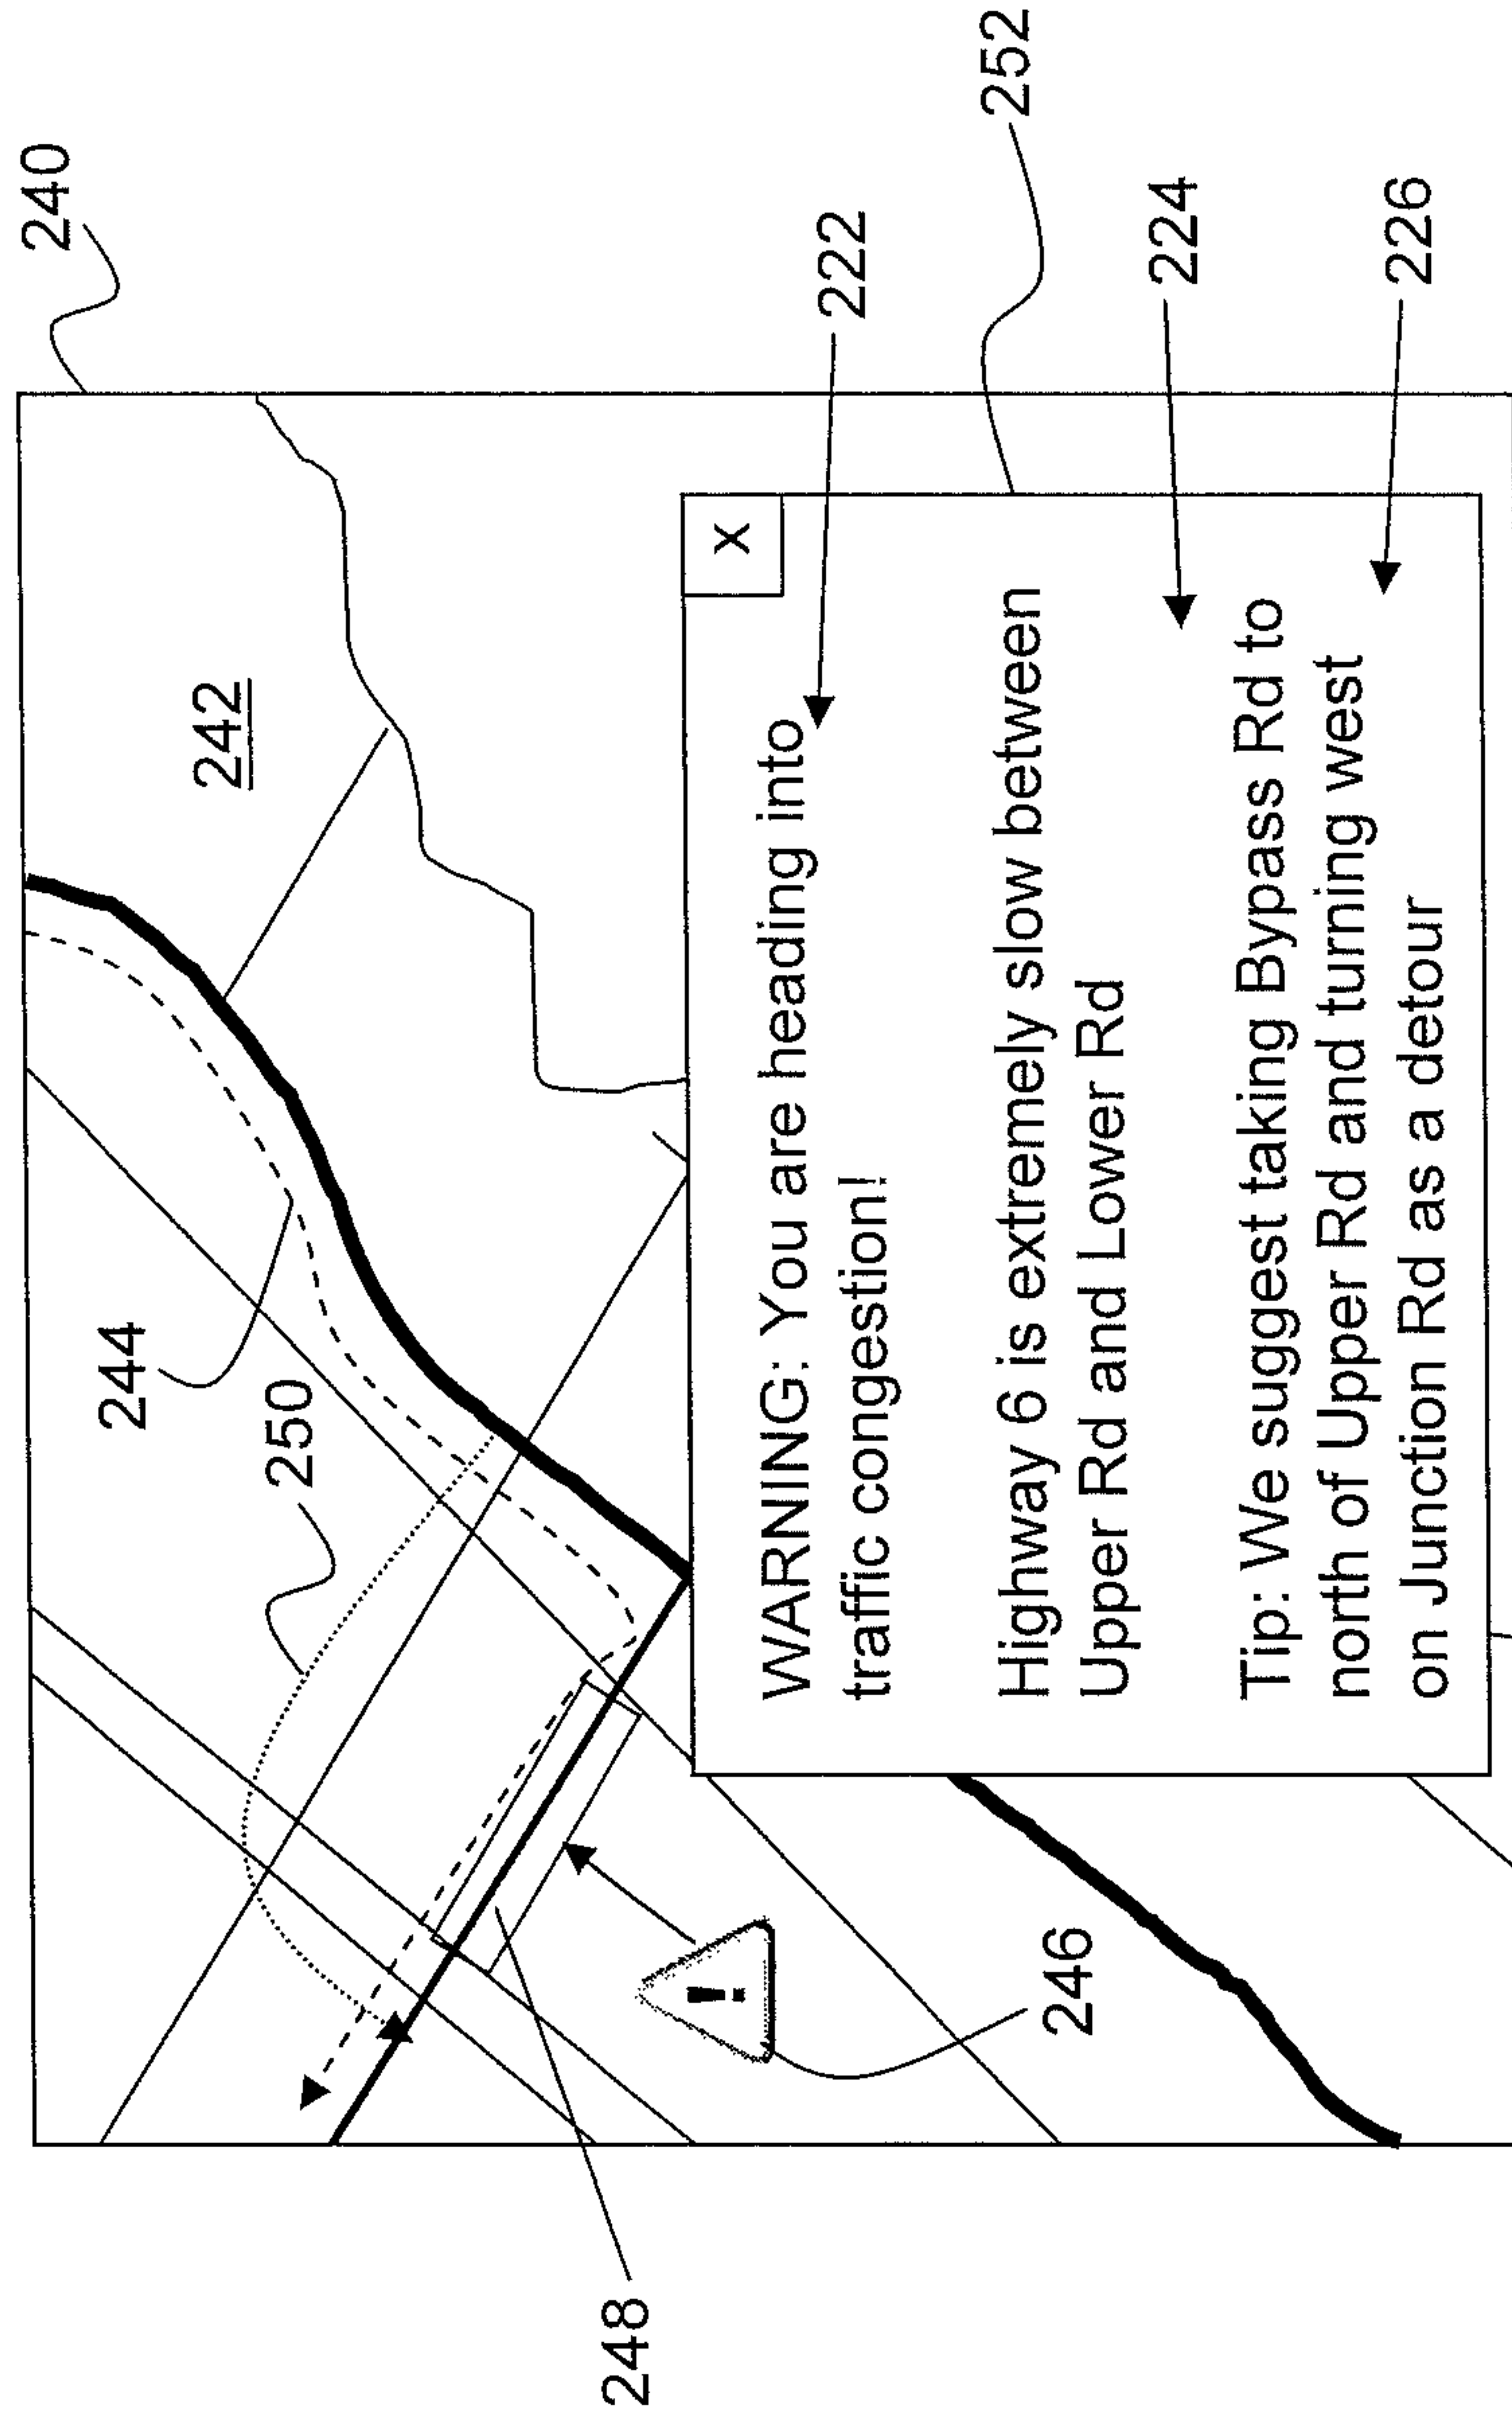 240
242
244
250
252
X
222
WARNING: You are heading into
traffic congestion!
224
Highway 6 is extremely slow between
Upper Rd and Lower Rd
226
Tip: We suggest taking Bypass Rd to
north of Upper Rd and turning west
on Junction Rd as a detour
!
246
248